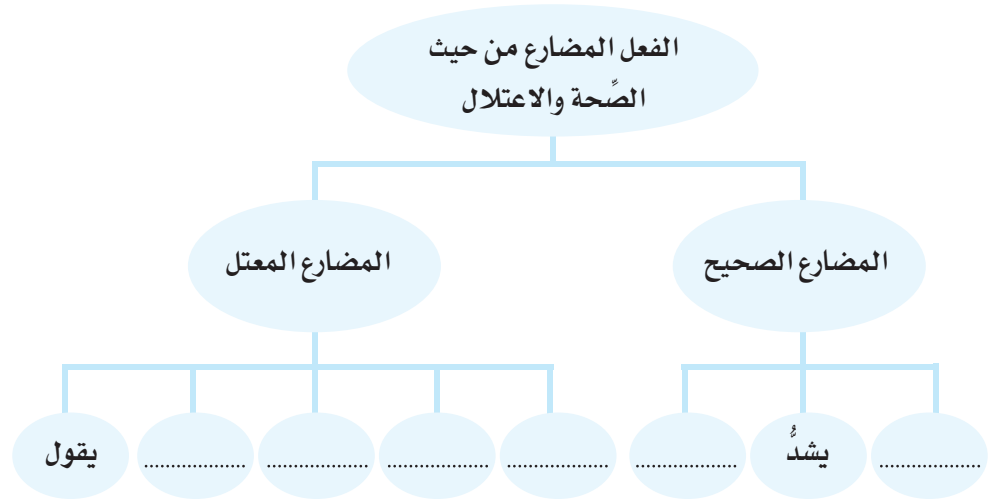 الفعل المضارع من حيث
الصِّحة والاعتلال
المضارع الصحيح
المضارع المعتل
....................
يشدُّ
....................
....................
....................
....................
....................
يقول